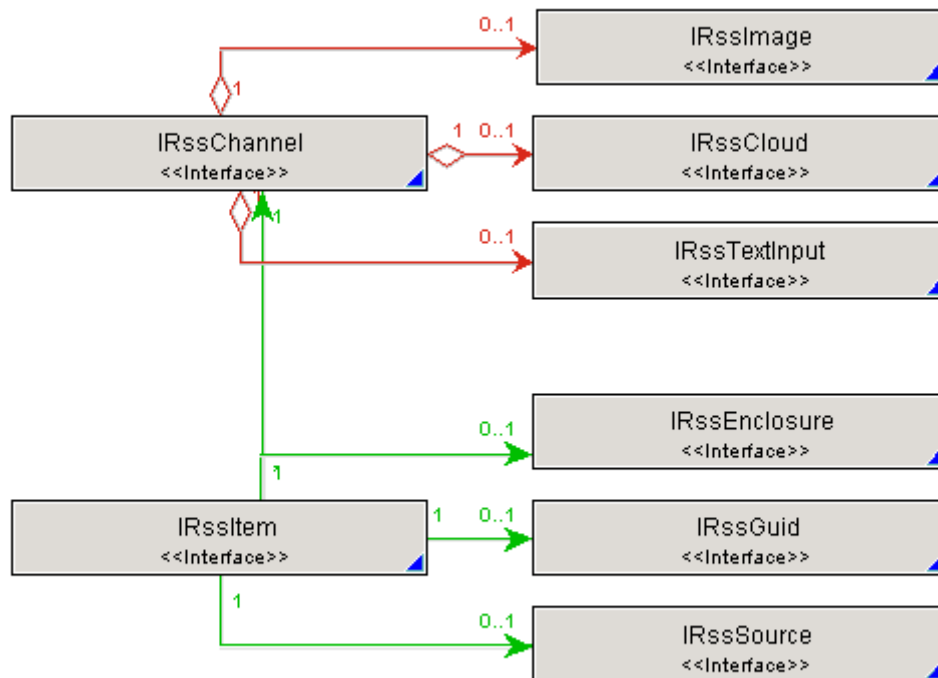 0..1
IRssImage
<<Interface>>
1
IRssChannel
<<Interface>>
1
0..1
IRssCloud
<<Interface>>
1
0..1
IRssTextInput
<<Interface>>
0..1
IRssEnclosure
<<Interface>>
1
IRssItem
<<Interface>>
1
0..1
IRssGuid
<<Interface>>
1
0..1
IRssSource
<<Interface>>